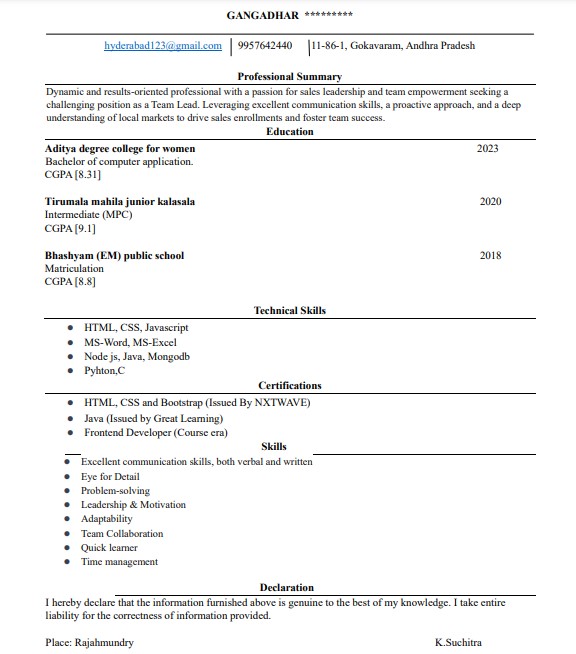 GANGADHAR *********
hyderabad123@gmail.com 9957642440 11-86-1, Gokavaram, Andhra Pradesh
Professional Summary
Dynamic and results-oriented professional with a passion for sales leadership and team empowerment seeking a
challenging position as a Team Lead. Leveraging excellent communication skills, a proactive approach, and a deep
understanding of local markets to drive sales enrollments and foster team success.
Education
Aditya degree college for women 2023
Bachelor of computer application.
CGPA [8.31]
Tirumala mahila junior kalasala 2020
Intermediate (MPC)
CGPA [9.1]
Bhashyam (EM) public school 2018
Matriculation
CGPA [8.8]
Technical Skills
● HTML, CSS, Javascript
● MS-Word, MS-Excel
● Node js, Java, Mongodb
● Pyhton,C
Certifications
● HTML, CSS and Bootstrap (Issued By NXTWAVE)
● Java (Issued by Great Learning)
● Frontend Developer (Course era)
Skills
● Excellent communication skills, both verbal and written
● Eye for Detail
● Problem-solving
● Leadership & Motivation
● Adaptability
● Team Collaboration
● Quick learner
● Time management
Declaration
I hereby declare that the information furnished above is genuine to the best of my knowledge. I take entire
liability for the correctness of information provided.
Place: Rajahmundry K.Suchitra